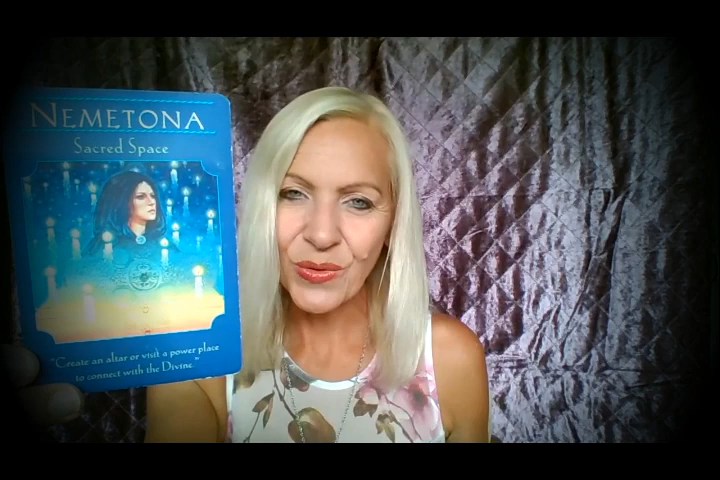 NEMETONA
Sacred Space
"Create an altar or visit a power place
to connect with the Divine."